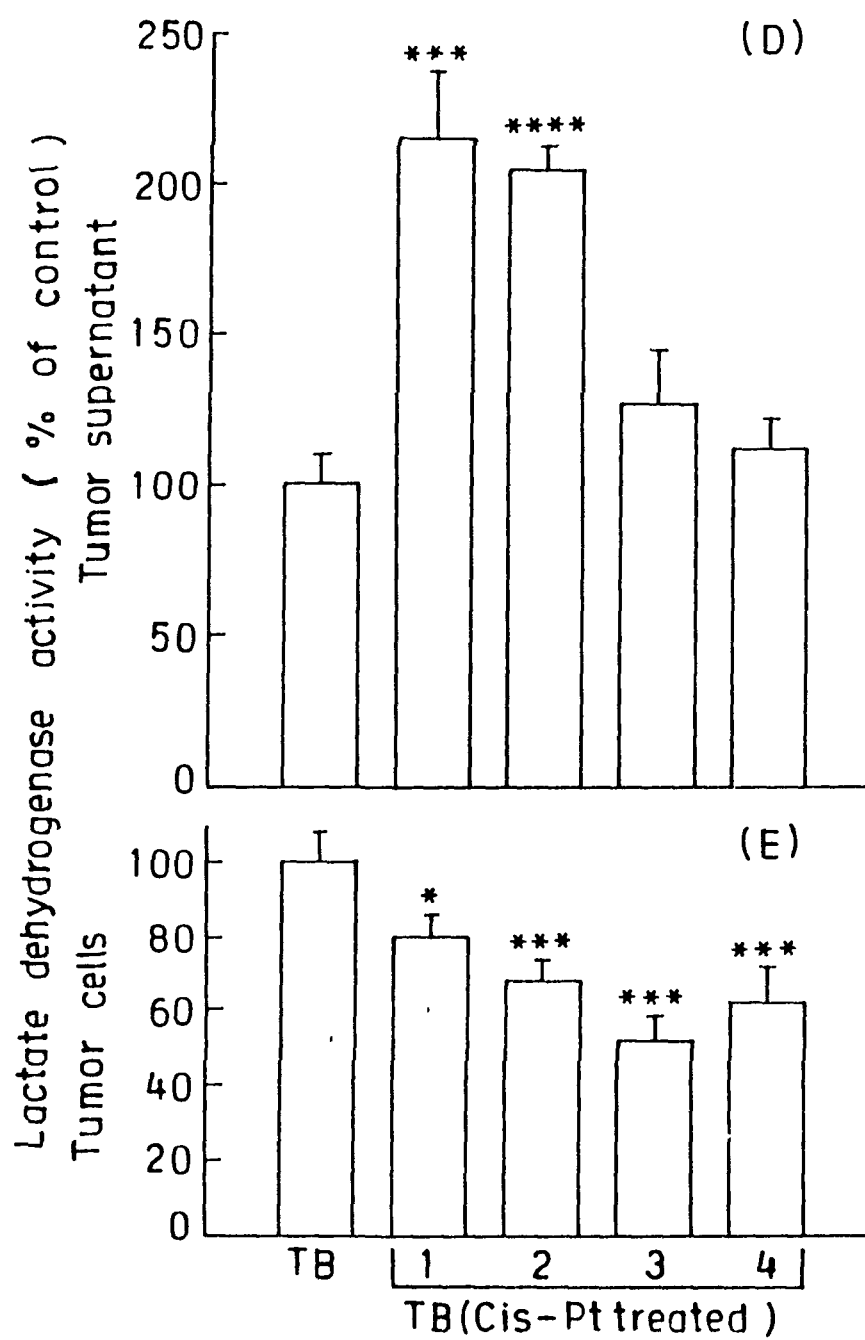 Lactate dehydrogenase activity ( % of control )
Tumor supernatant
Tumor cells
(D)
250
200
150
100
50
0
***
****
(E)
100
80
60
40
20
0
*
***
***
***
TB 1 2 3 4
TB(Cis-Pt treated )